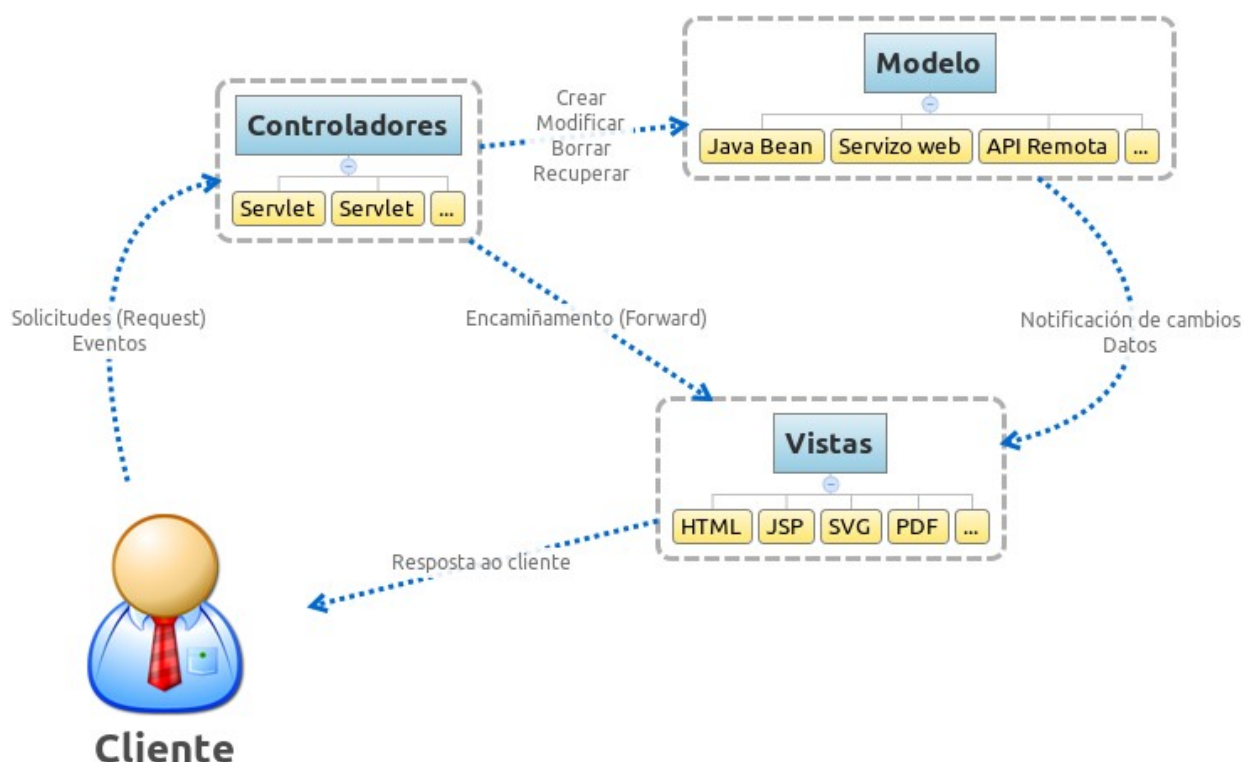 Modelo
Java Bean
Servizo web
API Remota
...
Controladores
Servlet
Servlet
...
Crear
Modificar
Borrar
Recuperar
Solicitudes (Request)
Eventos
Encamiñamento (Forward)
Notificación de cambios
Datos
Vistas
HTML
JSP
SVG
PDF
...
Resposta ao cliente
Cliente